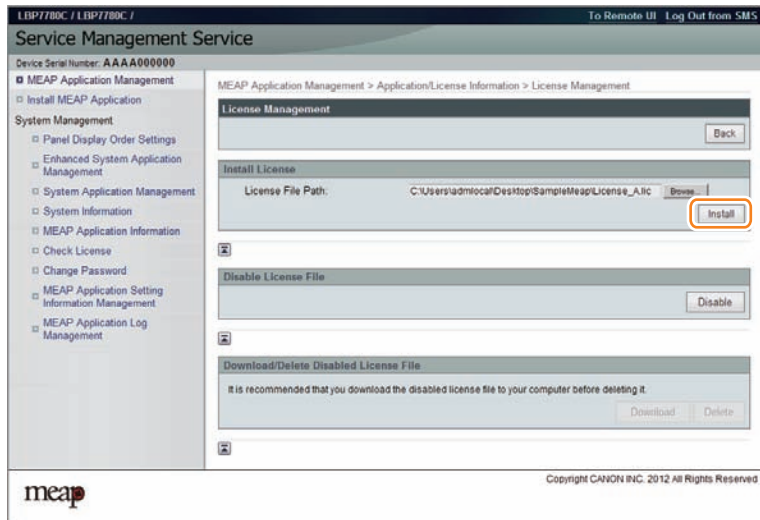 LBP7780C / LBP7780C /
To Remote UI Log Out from SMS
Service Management Service
Device Serial Number: AAAA000000
MEAP Application Management
Install MEAP Application
System Management
Panel Display Order Settings
Enhanced System Application
Management
System Application Management
System Information
MEAP Application Information
Check License
Change Password
MEAP Application Setting
Information Management
MEAP Application Log
Management
MEAP Application Management > Application/License Information > License Management
License Management
Back
Install License
License File Path:
C:\Users\admlocal\Desktop\SampleMeap\License_A.lic
Browse...
Install
Disable License File
Disable
Download/Delete Disabled License File
It is recommended that you download the disabled license file to your computer before deleting it.
Download
Delete
meap
Copyright CANON INC. 2012 All Rights Reserved